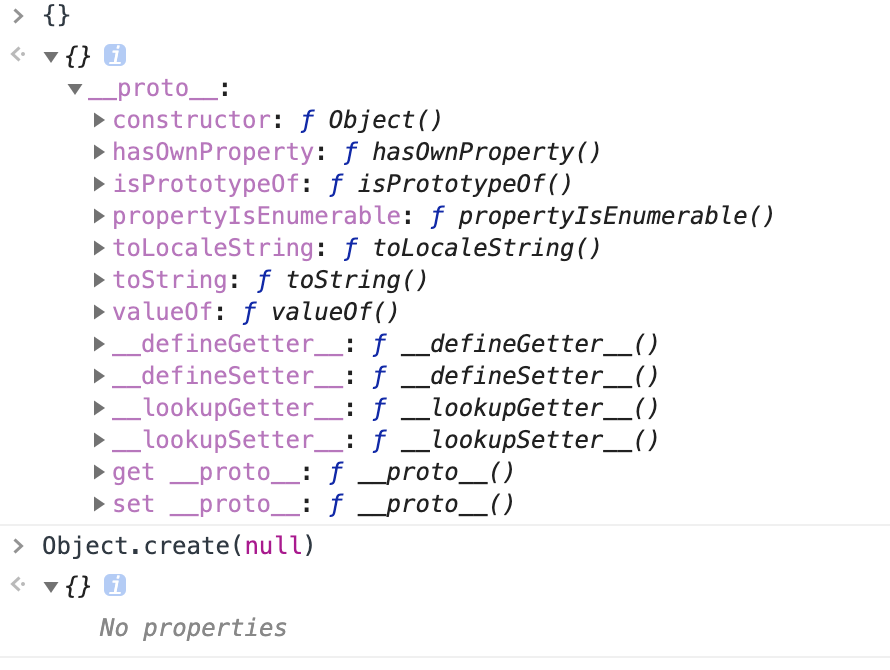 > {}
▼{} i
▼__proto__:
▶constructor: ƒ Object()
▶hasOwnProperty: ƒ hasOwnProperty()
▶isPrototypeOf: ƒ isPrototypeOf()
▶propertyIsEnumerable: ƒ propertyIsEnumerable()
▶toLocaleString: ƒ toLocaleString()
▶toString: ƒ toString()
▶valueOf: ƒ valueOf()
▶__defineGetter__: ƒ __defineGetter__()
▶__defineSetter__: ƒ __defineSetter__()
▶__lookupGetter__: ƒ __lookupGetter__()
▶__lookupSetter__: ƒ __lookupSetter__()
▶get __proto__: ƒ __proto__()
▶set __proto__: ƒ __proto__()
> Object.create(null)
▼{} i
No properties